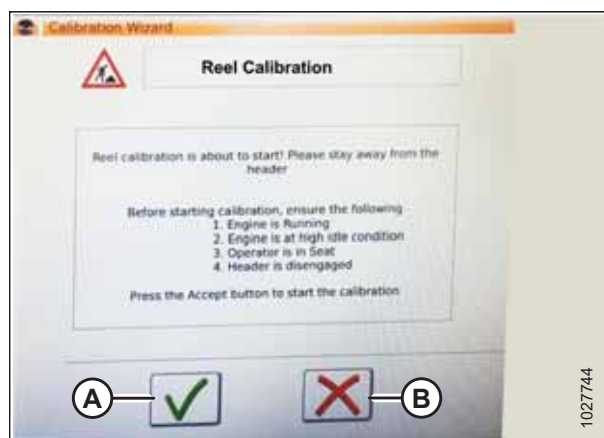 Calibration Wizard
Reel Calibration
Reel calibration is about to start! Please stay away from the
header
Before starting calibration, ensure the following
1. Engine is Running
2. Engine is at high idle condition
3. Operator is in Seat
4. Header is disengaged
Press the Accept button to start the calibration
A
B
1027744